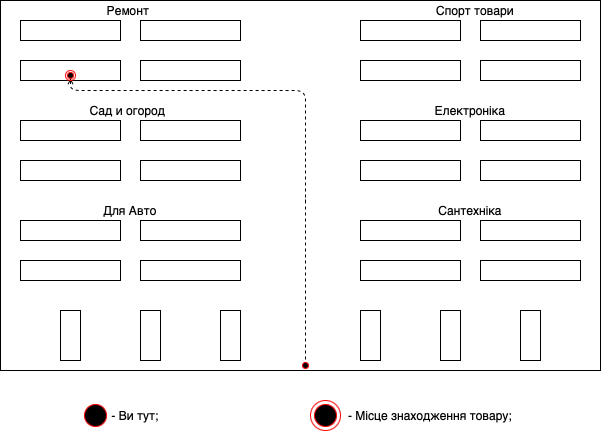 Ремонт
Спорт товари
Сад и огород
Електроніка
Для Авто
Сантехніка
- Ви тут;
- Місце знаходження товару;